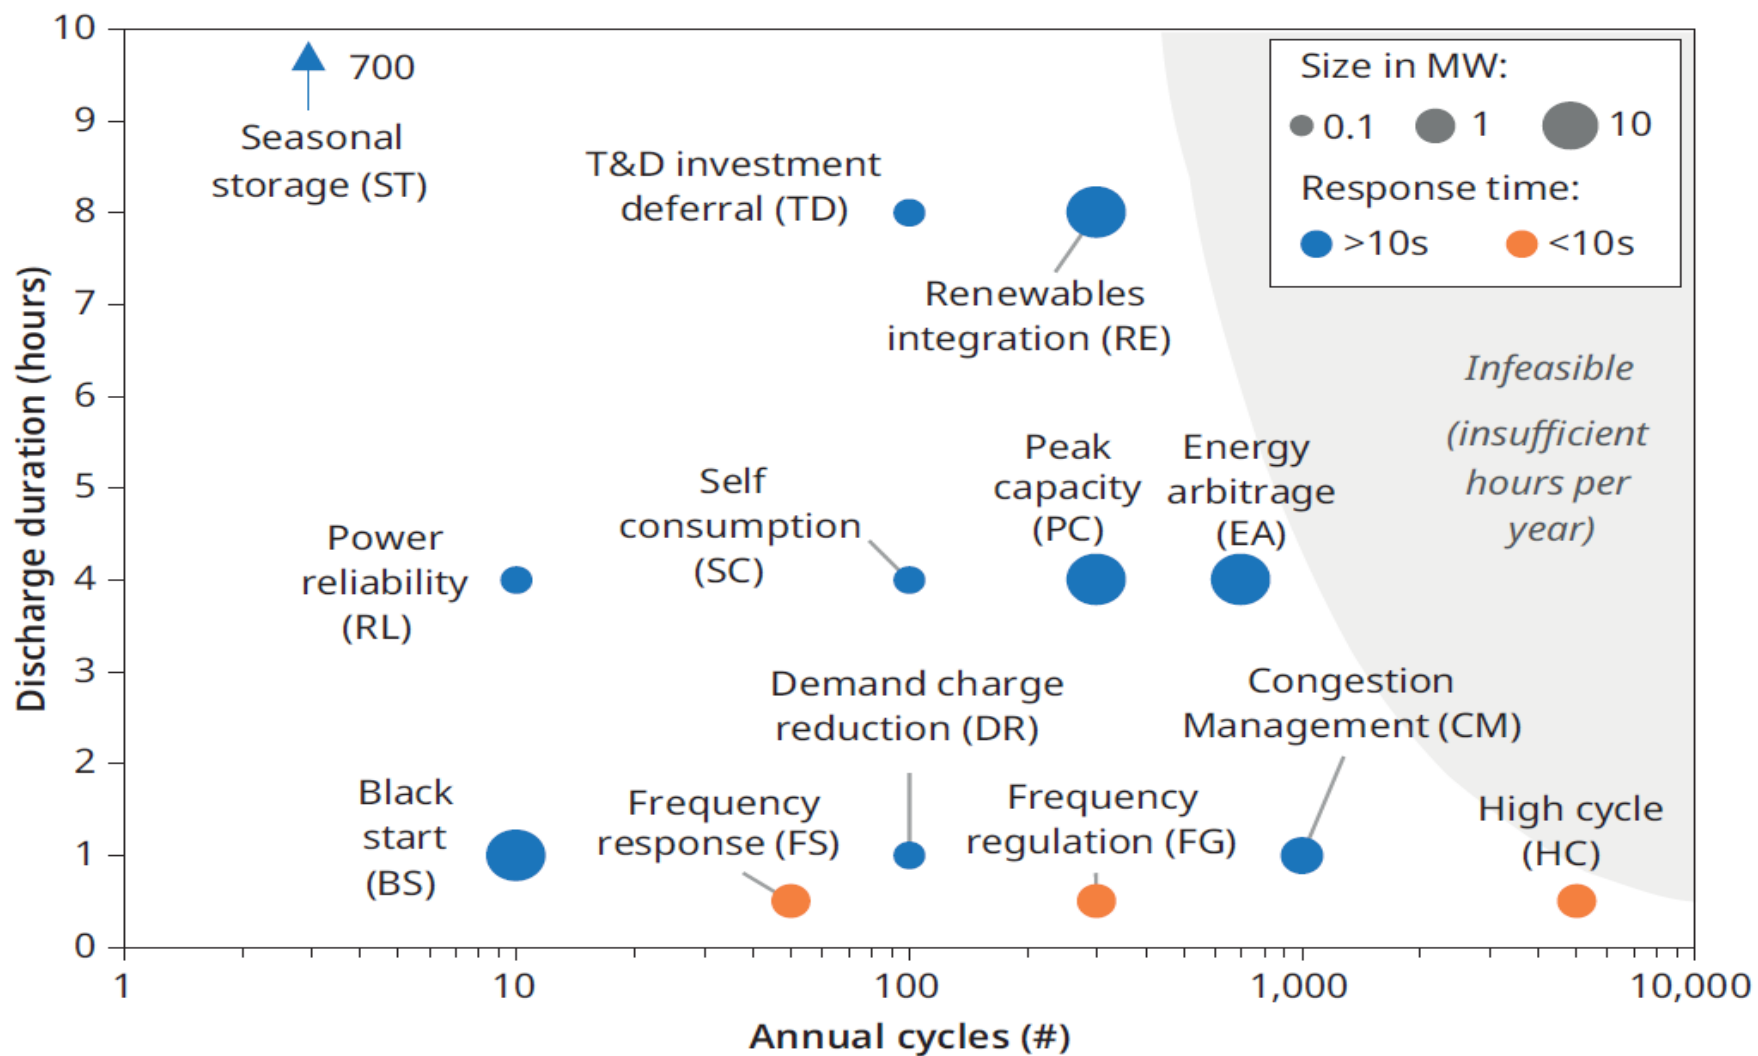 10
9
8
7
6
5
4
3
2
1
0
Discharge duration (hours)
700
Seasonal
storage (ST)
T&D investment
deferral (TD)
Renewables
integration (RE)
Size in MW:
0.1 1 10
Response time:
>10s <10s
Infeasible
(insufficient
hours per
year)
Power
reliability
(RL)
Self
consumption
(SC)
Peak
capacity
(PC)
Energy
arbitrage
(EA)
Demand charge
reduction (DR)
Congestion
Management (CM)
Black
start
(BS)
Frequency
response (FS)
Frequency
regulation (FG)
High cycle
(HC)
1 10 100 1,000 10,000
Annual cycles (#)